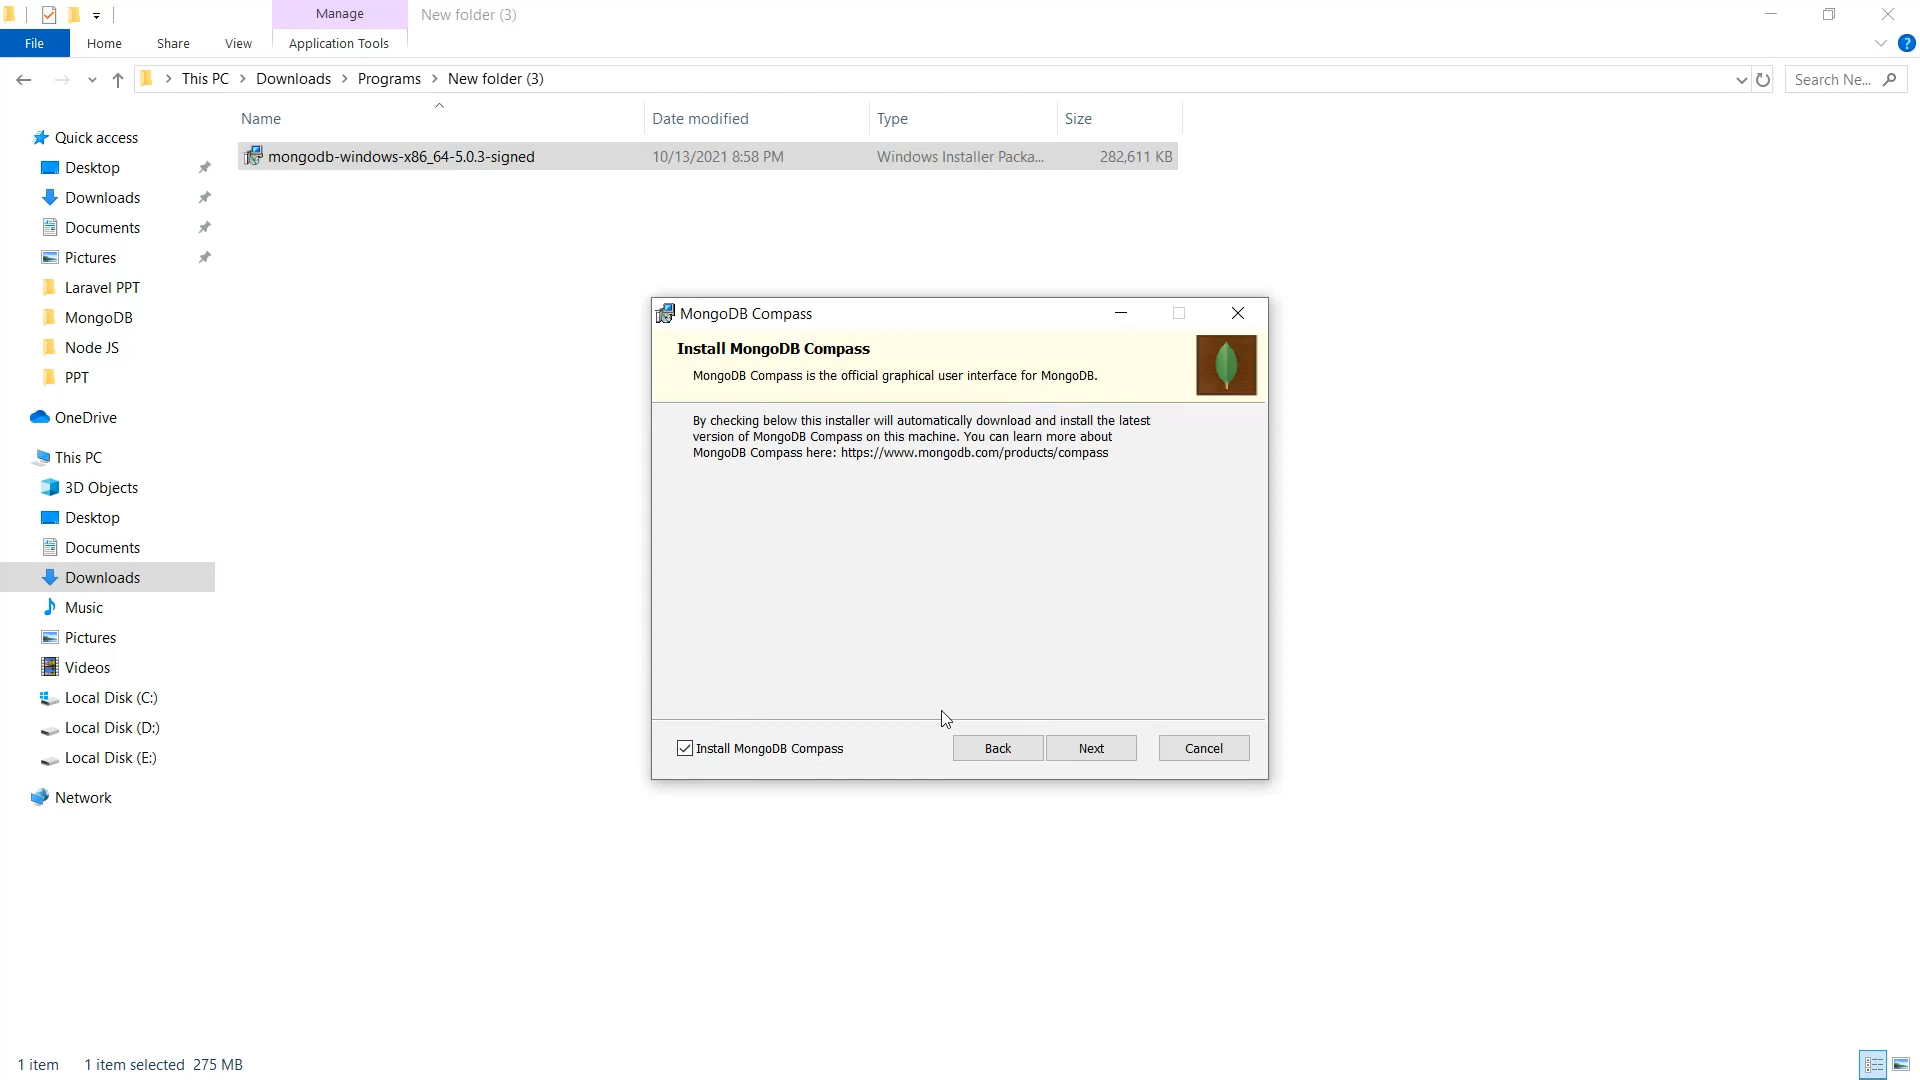 Manage
New folder (3)
File
Home
Share
View
Application Tools
This PC
Downloads
Programs
New folder (3)
Search Ne...
Name
Date modified
Type
Size
mongodb-windows-x86_64-5.0.3-signed
10/13/2021 8:58 PM
Windows Installer Packa...
282,611 KB
Quick access
Desktop
Downloads
Documents
Pictures
Laravel PPT
MongoDB
Node JS
PPT
OneDrive
This PC
3D Objects
Desktop
Documents
Downloads
Music
Pictures
Videos
Local Disk (C:)
Local Disk (D:)
Local Disk (E:)
Network
MongoDB Compass
Install MongoDB Compass
MongoDB Compass is the official graphical user interface for MongoDB.
By checking below this installer will automatically download and install the latest
version of MongoDB Compass on this machine. You can learn more about
MongoDB Compass here: https://www.mongodb.com/products/compass
Install MongoDB Compass
Back
Next
Cancel
1 item
1 item selected 275 MB